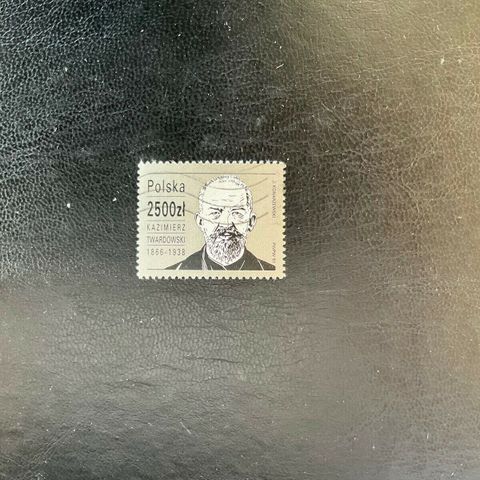 Polska
2500zł
KAZIMIERZ
TWARDOWSKI
1866-1938